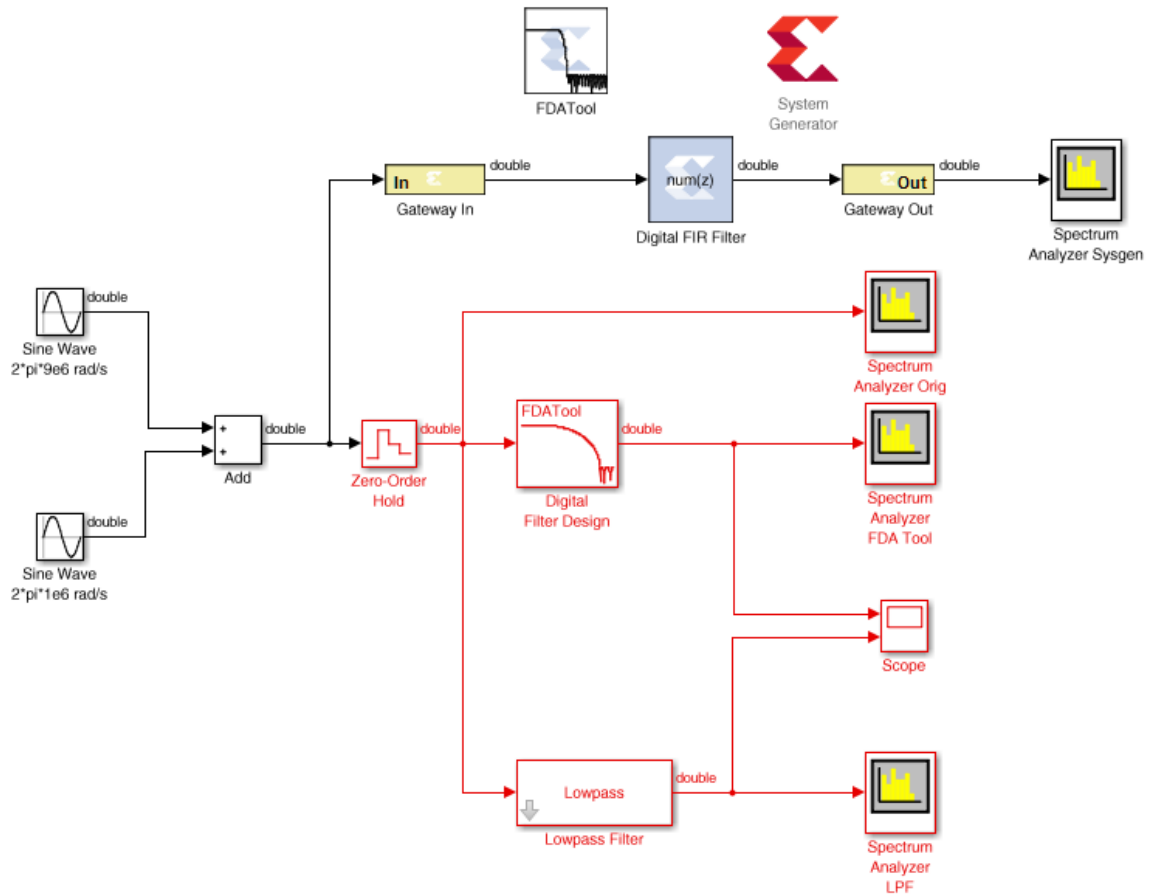 FDATool
System
Generator
double
In
Gateway In
double
num(z)
Digital FIR Filter
double
Out
Gateway Out
double
Spectrum
Analyzer Sysgen
double
Sine Wave
2*pi*9e6 rad/s
Spectrum
Analyzer Orig
+
+
Add
double
Zero-Order
Hold
double
FDATool
Digital
Filter Design
double
Spectrum
Analyzer
FDA Tool
double
Sine Wave
2*pi*1e6 rad/s
Scope
Lowpass
Lowpass Filter
double
Spectrum
Analyzer
LPF